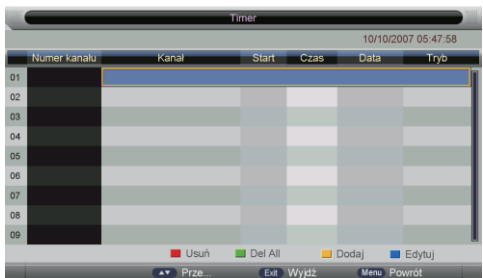 Timer
10/10/2007 05:47:58
Numer kanału Kanał Start Czas Data Tryb
01
02
03
04
05
06
07
08
09
Usuń Del All Dodaj Edytuj
Prze... Exit Wyjdź Menu Powrót